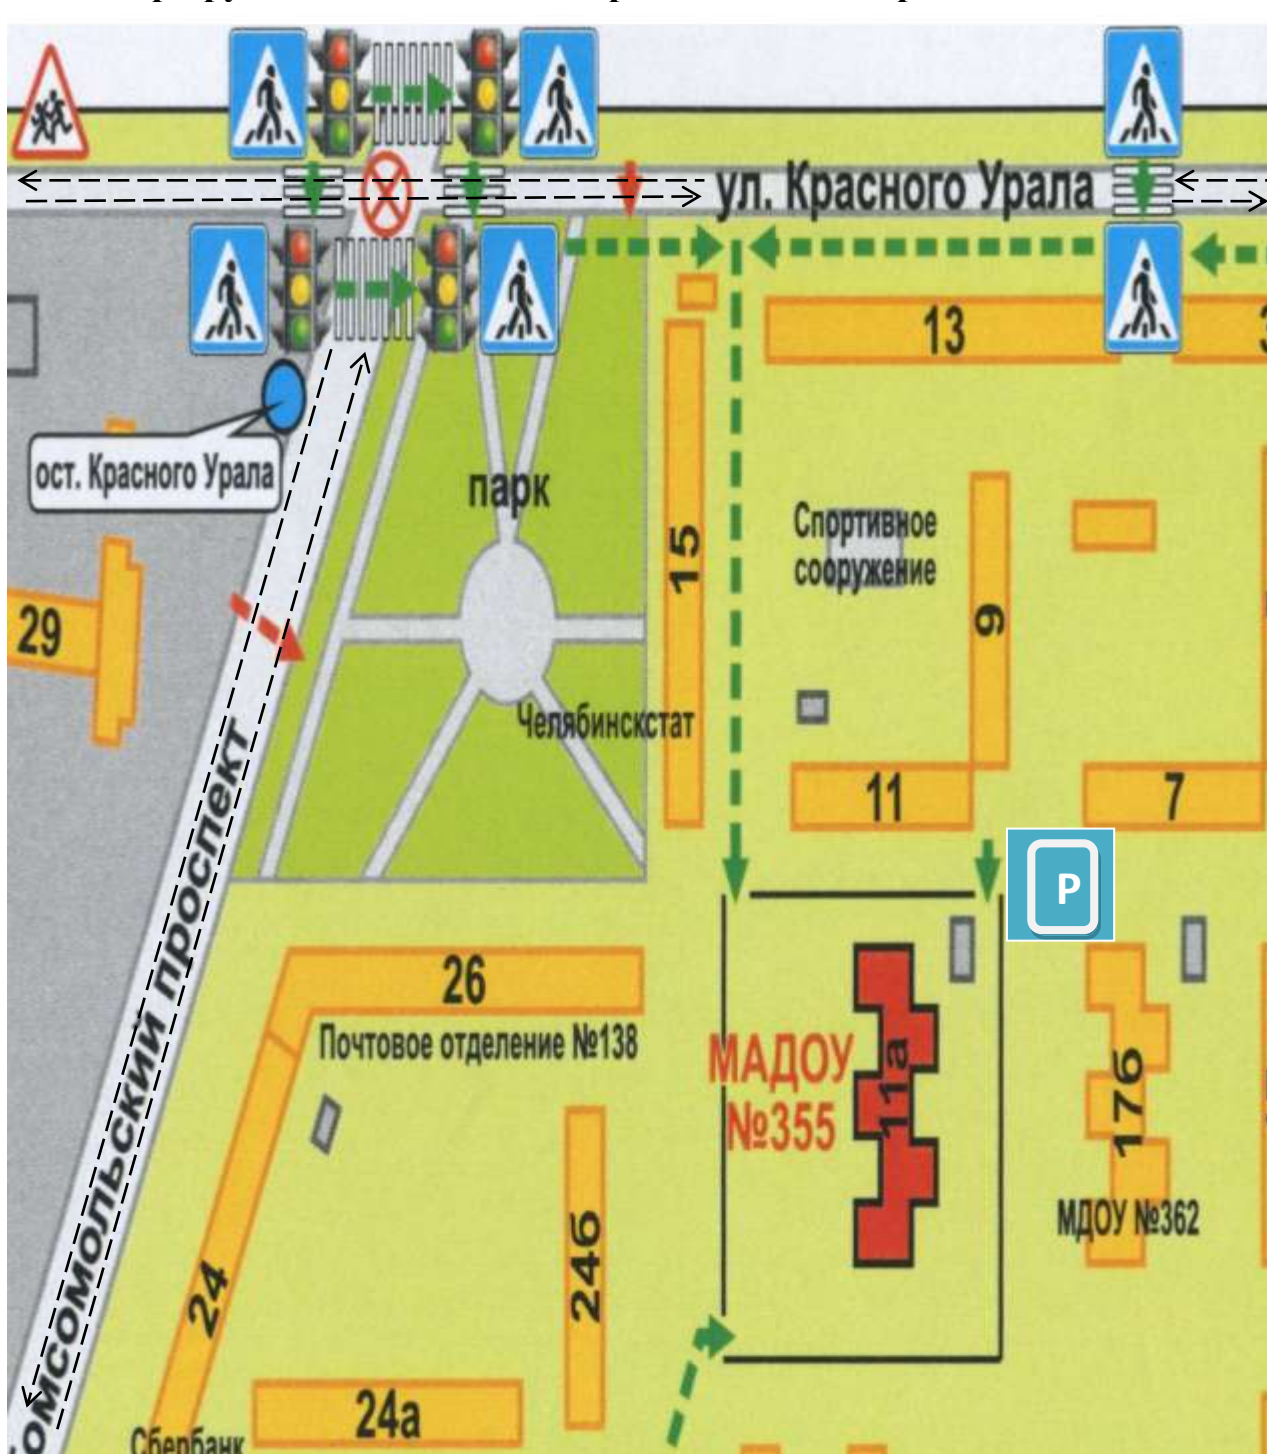 ул. Красного Урала
13
ост. Красного Урала
парк
15
Спортивное
сооружение
9
29
Челябинскстат
11
7
P
проспект
26
Почтовое отделение №138
МАДОУ
№355
11а
17б
МДОУ №362
24
24б
24а
Сбербанк